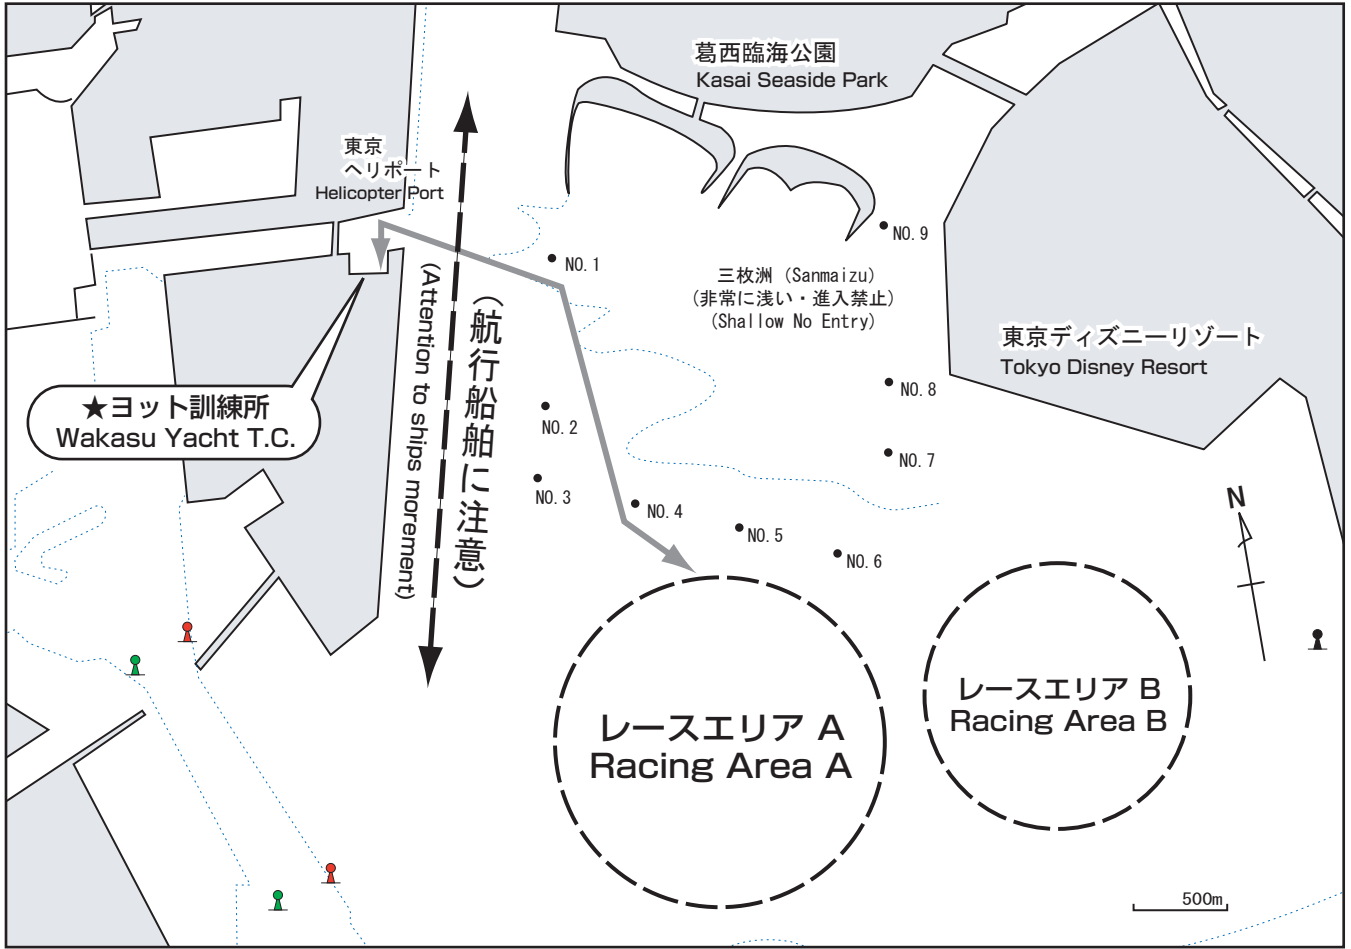 葛西臨海公園
Kasai Seaside Park
東京
ヘリポート
Helicopter Port
NO. 9
NO. 1
三枚洲 (Sanmaizu)
(非常に浅い・進入禁止)
(Shallow No Entry)
(航行船舶に注意)
(Attention to ships morement)
東京ディズニーリゾート
Tokyo Disney Resort
★ヨット訓練所
Wakasu Yacht T.C.
NO. 8
NO. 2
NO. 7
NO. 3
NO. 4
NO. 5
NO. 6
N
レースエリア A
Racing Area A
レースエリア B
Racing Area B
500m